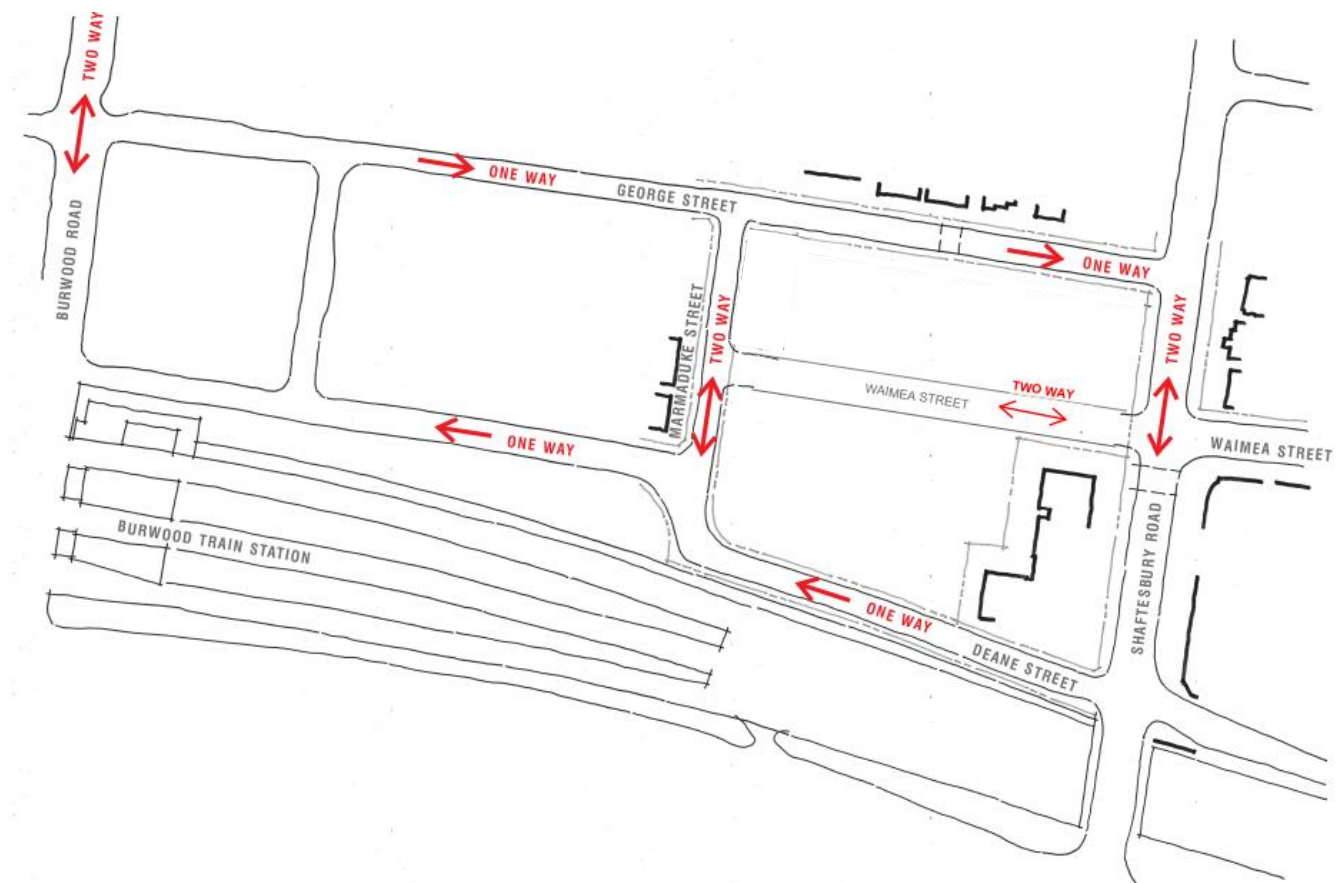 TWO WAY
ONE WAY
GEORGE STREET
BURWOOD ROAD
ONE WAY
MARMADUKE STREET
TWO WAY
TWO WAY
WAIMEA STREET
TWO WAY
ONE WAY
WAIMEA STREET
BURWOOD TRAIN STATION
SHAFTESBURY ROAD
ONE WAY
DEANE STREET